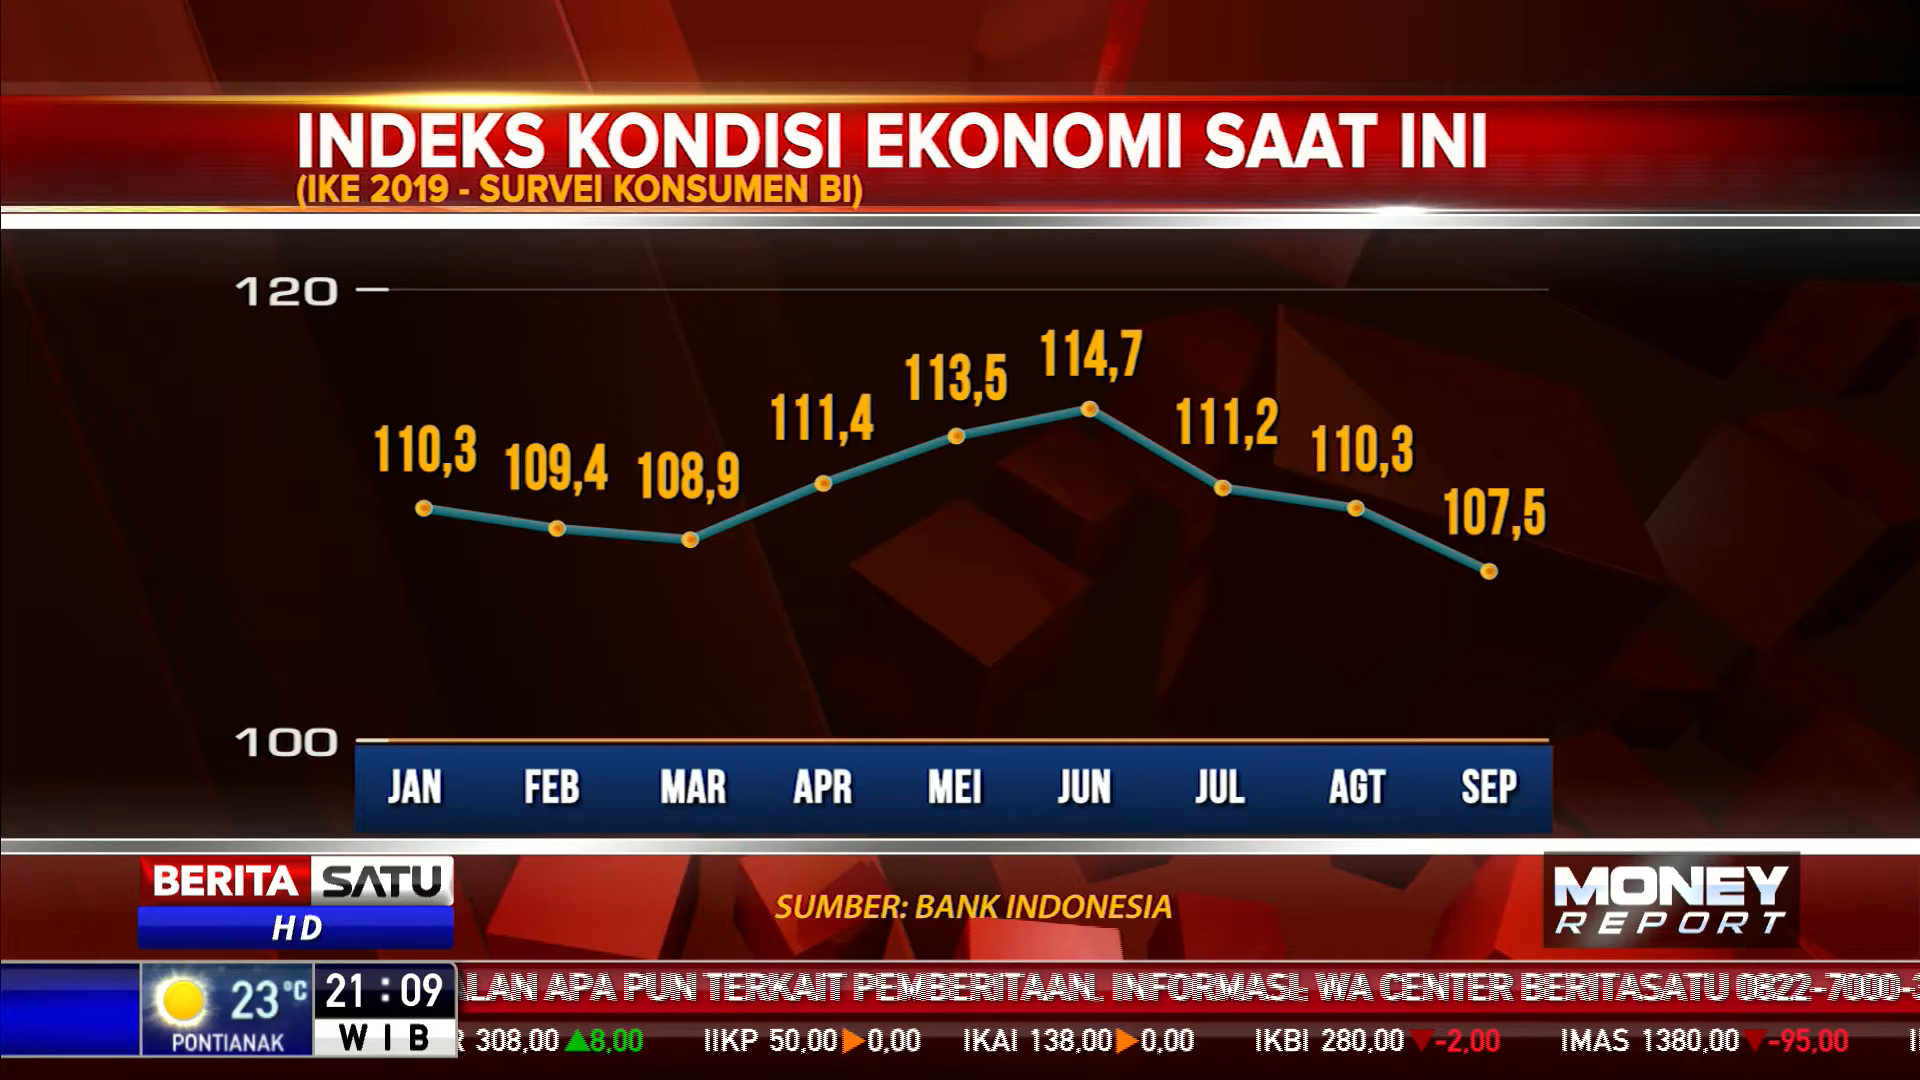 INDEKS KONDISI EKONOMI SAAT INI
(IKE 2019 - SURVEI KONSUMEN BI)
120
110,3 109,4 108,9 111,4 113,5 114,7 111,2 110,3 107,5
100
JAN FEB MAR APR MEI JUN JUL AGT SEP
BERITA SATU
HD
SUMBER: BANK INDONESIA
MONEY
REPORT
23°C
PONTIANAK
21:09
WIB
APA PUN TERKAIT PEMBERITAAN. INFORMASI: WA CENTER BERITASATU 0822-7000-
308,00 ▲8,00 IIKP 50,00 ▶0,00 IKAI 138,00 ▶0,00 IKBI 280,00 ▼-2,00 IMAS 1380,00 ▼-95,00